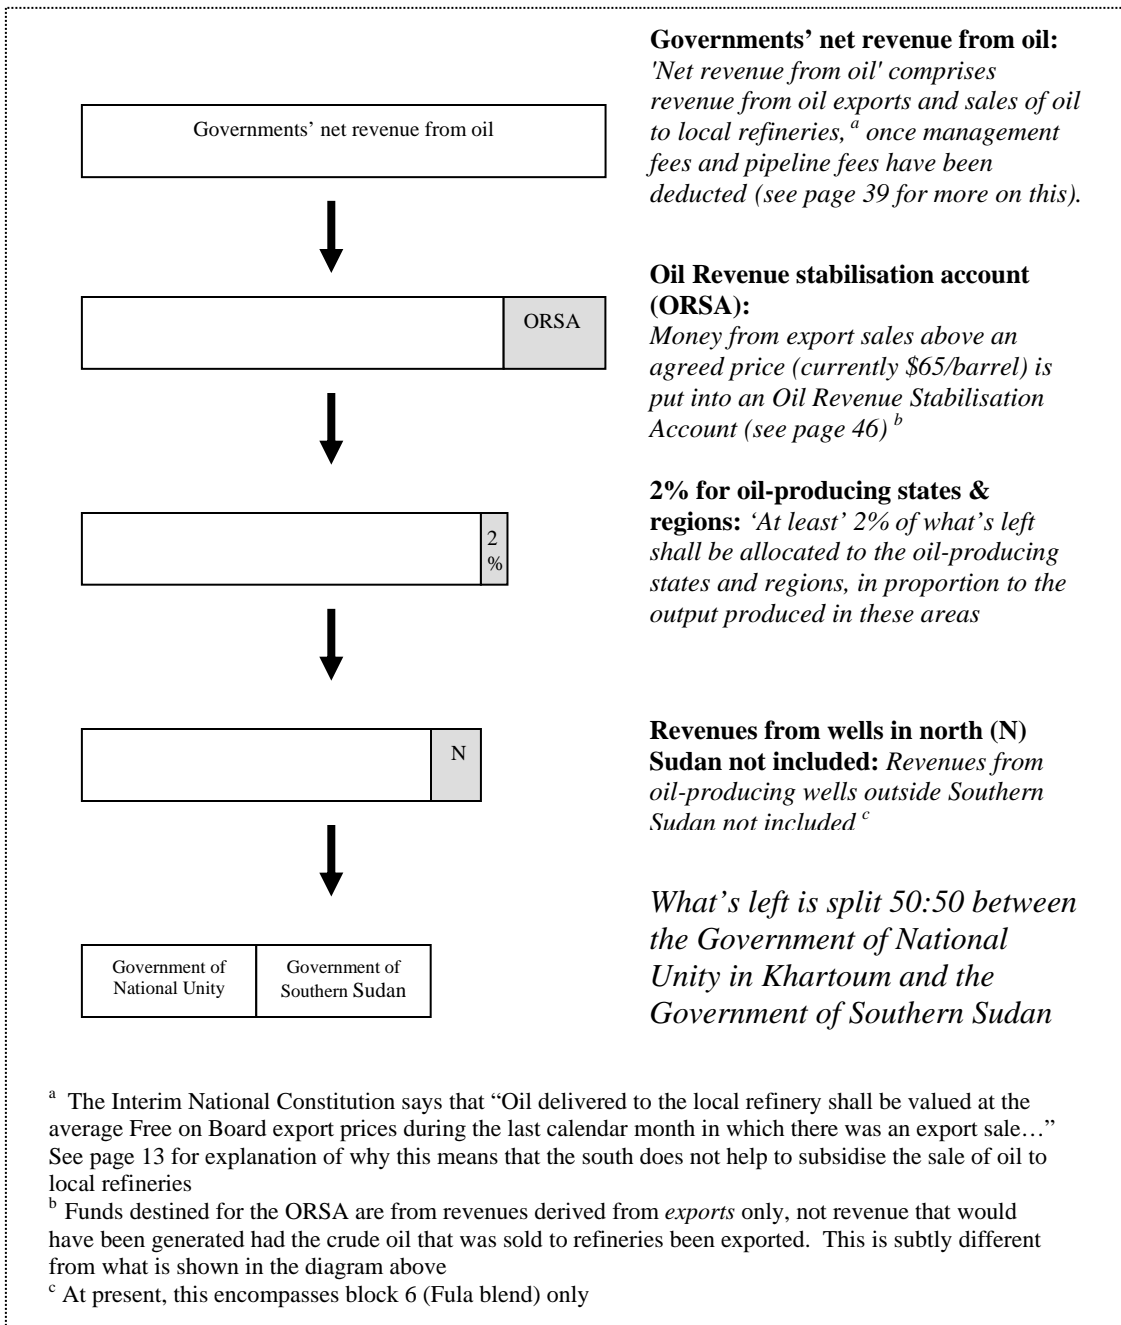 Governments’ net revenue from oil
Governments’ net revenue from oil:
'Net revenue from oil' comprises
revenue from oil exports and sales of oil
to local refineries, a once management
fees and pipeline fees have been
deducted (see page 39 for more on this).
ORSA
Oil Revenue stabilisation account
(ORSA):
Money from export sales above an
agreed price (currently $65/barrel) is
put into an Oil Revenue Stabilisation
Account (see page 46) b
2
%
2% for oil-producing states &
regions: ‘At least’ 2% of what’s left
shall be allocated to the oil-producing
states and regions, in proportion to the
output produced in these areas
N
Revenues from wells in north (N)
Sudan not included: Revenues from
oil-producing wells outside Southern
Sudan not included c
Government of
National Unity
Government of
Southern Sudan
What’s left is split 50:50 between
the Government of National
Unity in Khartoum and the
Government of Southern Sudan
a The Interim National Constitution says that “Oil delivered to the local refinery shall be valued at the
average Free on Board export prices during the last calendar month in which there was an export sale…”
See page 13 for explanation of why this means that the south does not help to subsidise the sale of oil to
local refineries
b Funds destined for the ORSA are from revenues derived from exports only, not revenue that would
have been generated had the crude oil that was sold to refineries been exported. This is subtly different
from what is shown in the diagram above
c At present, this encompasses block 6 (Fula blend) only